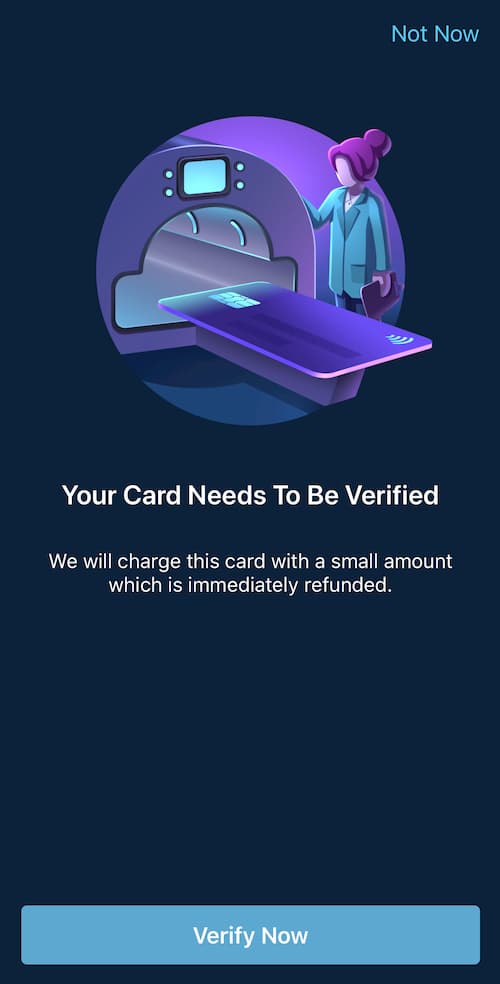 Not Now
Your Card Needs To Be Verified
We will charge this card with a small amount
which is immediately refunded.
Verify Now